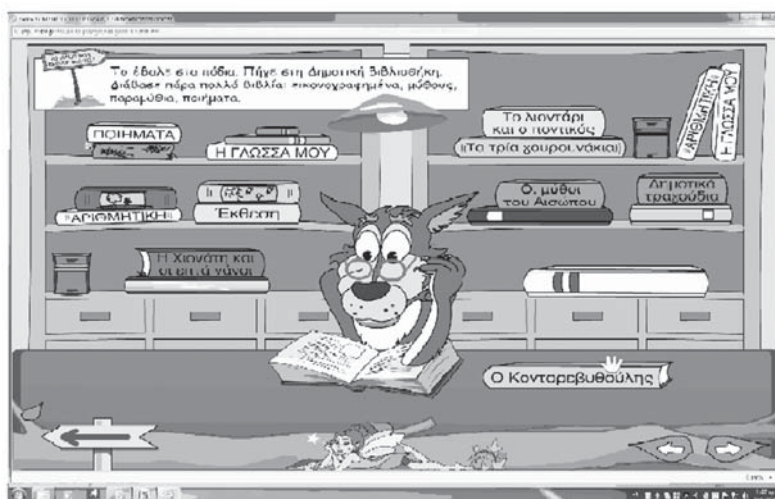 Το έβαλε στα πόδια. Πήγε στη Δημοτική Βιβλιοθήκη.
Διάβασε πάρα πολλά βιβλία: εικονογραφημένα, μύθους,
παραμύθια, ποιήματα.
ΠΟΙΗΜΑΤΑ
Η ΓΛΩΣΣΑ ΜΟΥ
Το λιοντάρι
και ο ποντικός
Τα τρία γουρουνάκια
ΑΡΙΘΜΗΤΙΚΗ
Η ΓΛΩΣΣΑ ΜΟΥ
ΑΡΙΘΜΗΤΙΚΗ
Έκθεση
Οι μύθοι
του Αισώπου
Δημοτικά
τραγούδια
Η Χιονάτη και
οι επτά νάνοι
Ο Κοντορεβυθούλης